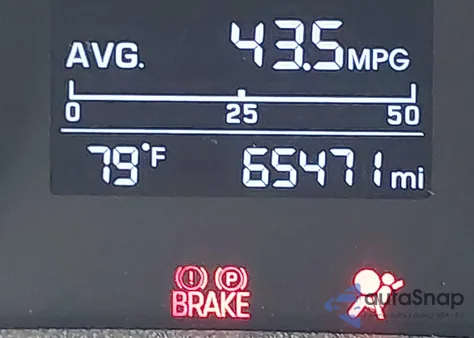 AVG. 43.5 MPG
0 25 50
79°F 65471 mi
(!) (P)
BRAKE
autoSnap